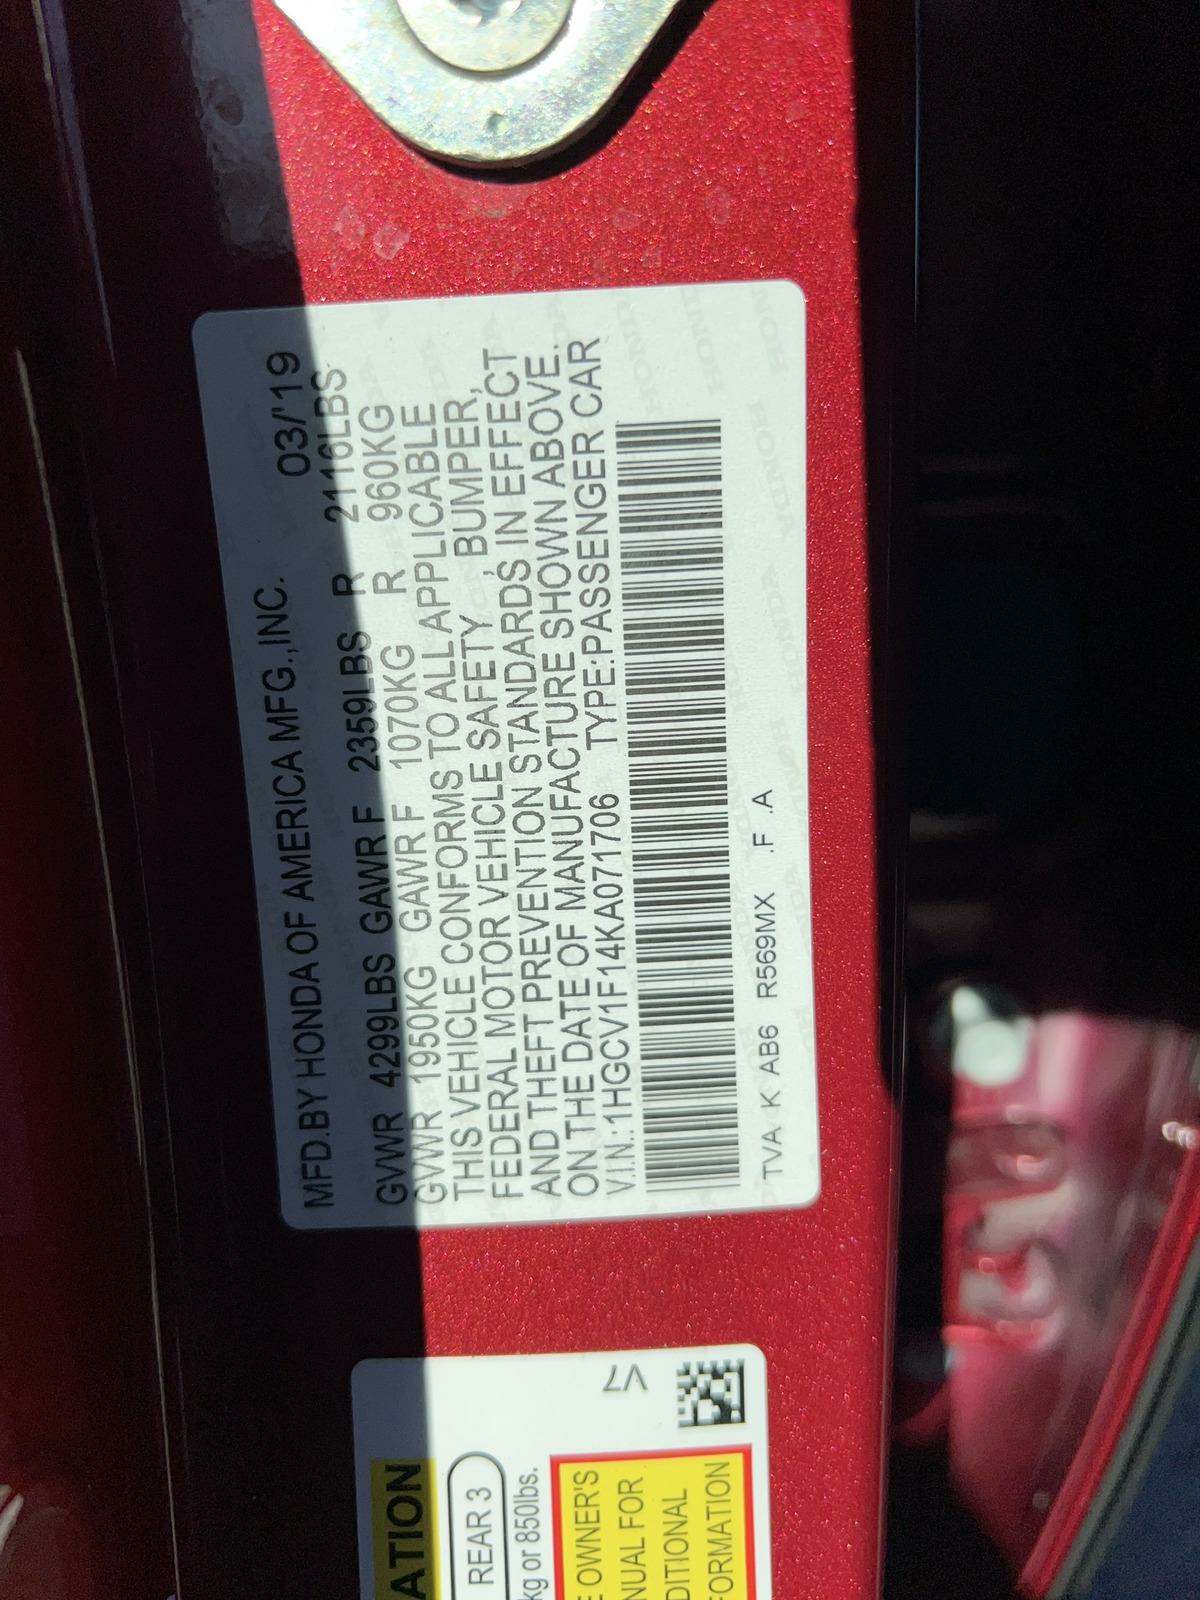 MFD.BY HONDA OF AMERICA MFG.,INC. 03/'19
GVWR 4299LBS GAWR F 2359LBS R 2116LBS
GVWR 1950KG GAWR F 1070KG R 960KG
THIS VEHICLE CONFORMS TO ALL APPLICABLE
FEDERAL MOTOR VEHICLE SAFETY , BUMPER,
AND THEFT PREVENTION STANDARDS IN EFFECT
ON THE DATE OF MANUFACTURE SHOWN ABOVE.
V.I.N.:1HGCV1F14KA071706 TYPE:PASSENGER CAR
TVA K AB6 R569MX .F .A
V7
ATION
REAR 3
kg or 850lbs.
E OWNER'S
NUAL FOR
DITIONAL
FORMATION